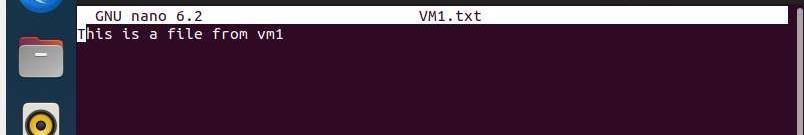 GNU nano 6.2 VM1.txt
This is a file from vm1